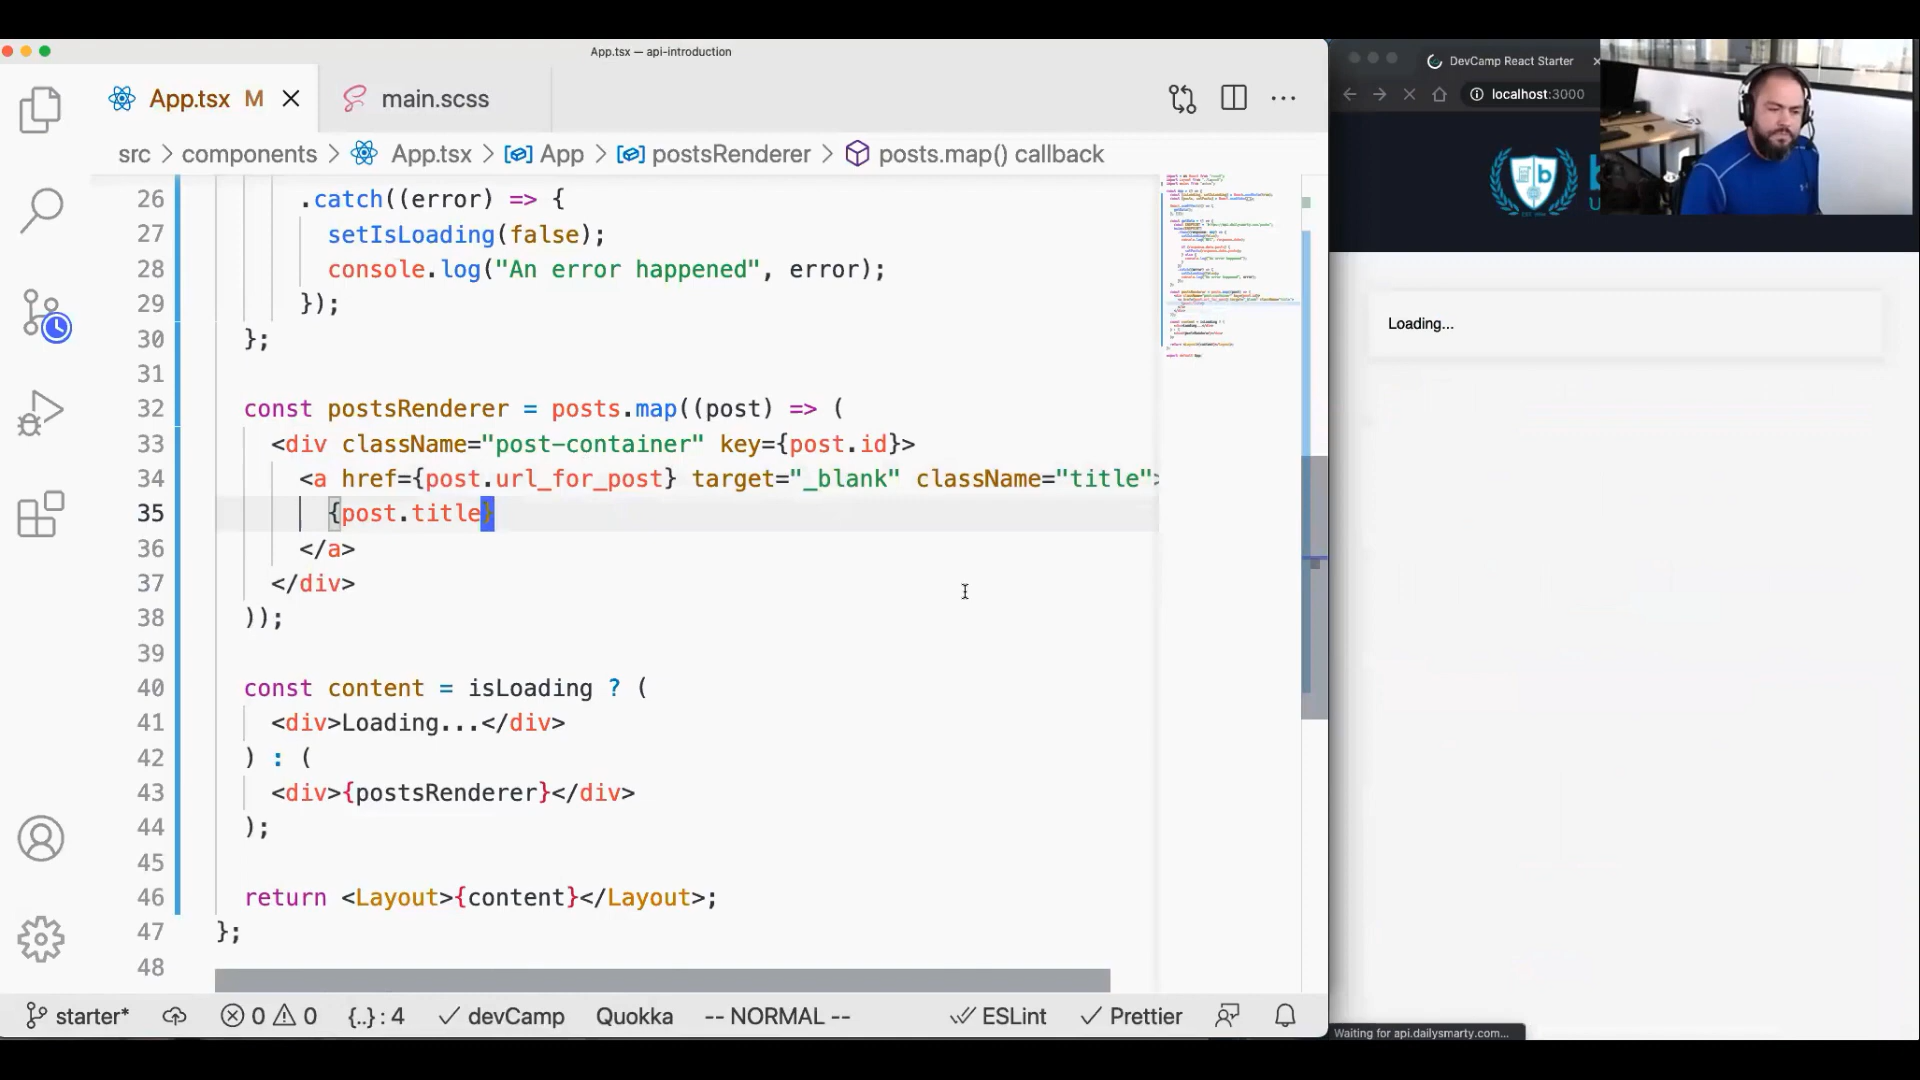 App.tsx — api-introduction
App.tsx M
main.scss
src > components > App.tsx > App > postsRenderer > posts.map() callback
26 .catch((error) => {
27 setIsLoading(false);
28 console.log("An error happened", error);
29 });
30 };
31
32 const postsRenderer = posts.map((post) => (
33 <div className="post-container" key={post.id}>
34 <a href={post.url_for_post} target="_blank" className="title">
35 {post.title}
36 </a>
37 </div>
38 ));
39
40 const content = isLoading ? (
41 <div>Loading...</div>
42 ) : (
43 <div>{postsRenderer}</div>
44 );
45
46 return <Layout>{content}</Layout>;
47 };
48
starter*
0
0
{..} : 4
devCamp
Quokka
-- NORMAL --
ESLint
Prettier
DevCamp React Starter
localhost:3000
b
Loading...
Waiting for api.dailysmarty.com...